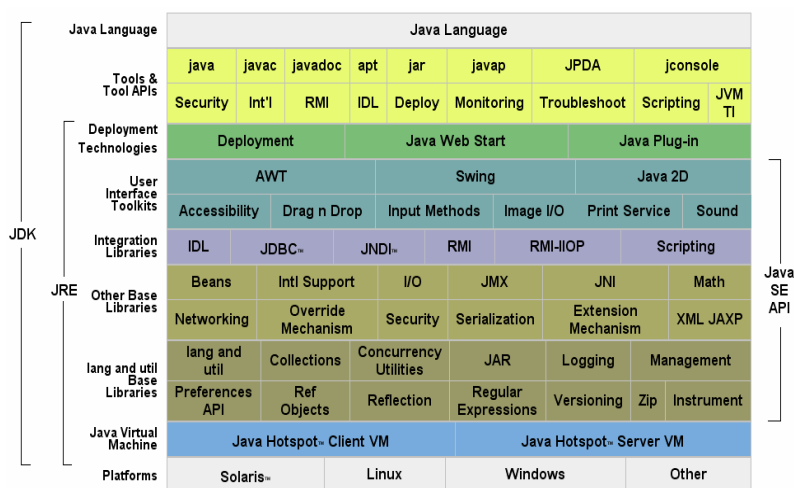 Java Language Java Language
Tools &
Tool APIs
java javac javadoc apt jar javap JPDA jconsole
Security Int'l RMI IDL Deploy Monitoring Troubleshoot Scripting JVM
TI
Deployment
Technologies
Deployment Java Web Start Java Plug-in
User
Interface
Toolkits
AWT Swing Java 2D
Accessibility Drag n Drop Input Methods Image I/O Print Service Sound
Integration
Libraries
IDL JDBC™ JNDI™ RMI RMI-IIOP Scripting
Other Base
Libraries
Beans Intl Support I/O JMX JNI Math
Networking Override
Mechanism Security Serialization Extension
Mechanism XML JAXP
lang and util
Base
Libraries
lang and
util Collections Concurrency
Utilities JAR Logging Management
Preferences
API Ref
Objects Reflection Regular
Expressions Versioning Zip Instrument
Java Virtual
Machine
Java Hotspot™ Client VM Java Hotspot™ Server VM
Platforms Solaris™ Linux Windows Other
JDK
JRE
Java
SE
API